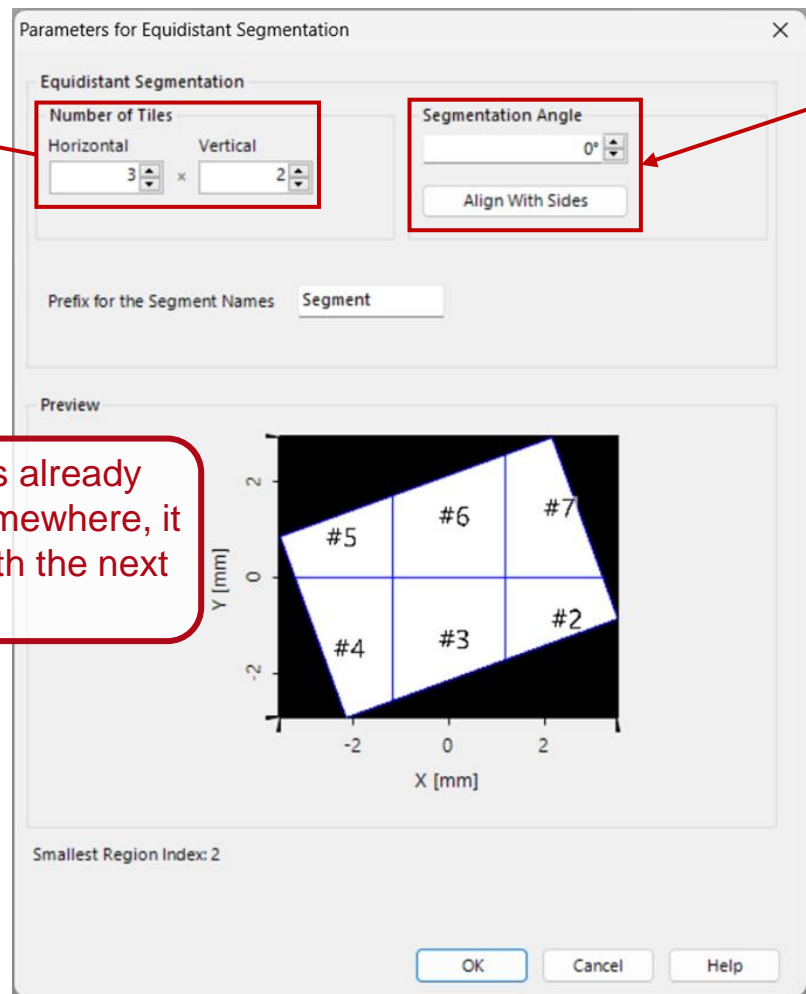 Parameters for Equidistant Segmentation
Equidistant Segmentation
Number of Tiles
Horizontal Vertical
3 × 2
Segmentation Angle
0°
Align With Sides
Prefix for the Segment Names Segment
Preview
s already
mewhere, it
th the next
Y [mm]
2
0
-2
#5 #6 #7
#4 #3 #2
-2 0 2
X [mm]
Smallest Region Index: 2
OK Cancel Help